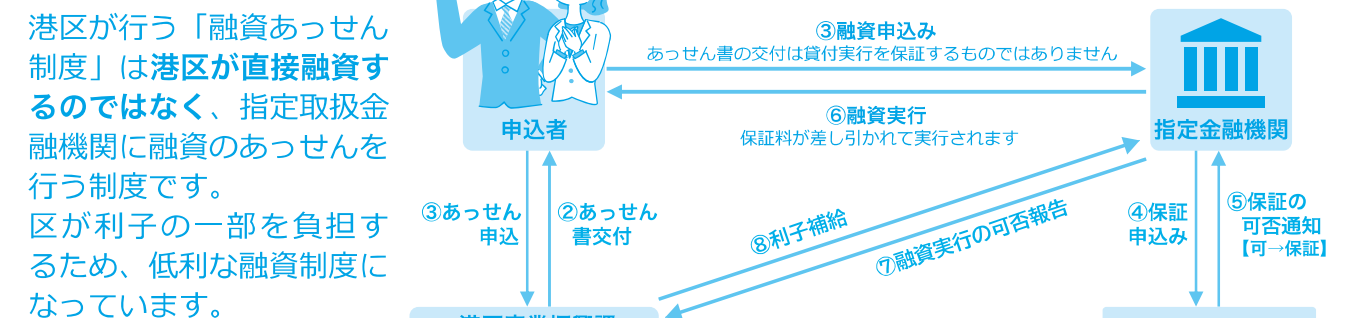 港区が行う「融資あっせん
制度」は港区が直接融資す
るのではなく、指定取扱金
融機関に融資のあっせんを
行う制度です。
区が利子の一部を負担す
るため、低利な融資制度に
なっています。
申込者
③融資申込み
あっせん書の交付は貸付実行を保証するものではありません
⑥融資実行
保証料が差し引かれて実行されます
指定金融機関
③あっせん
申込
②あっせん
書交付
⑧利子補給
⑦融資実行の可否報告
④保証
申込み
⑤保証の
可否通知
【可→保証】